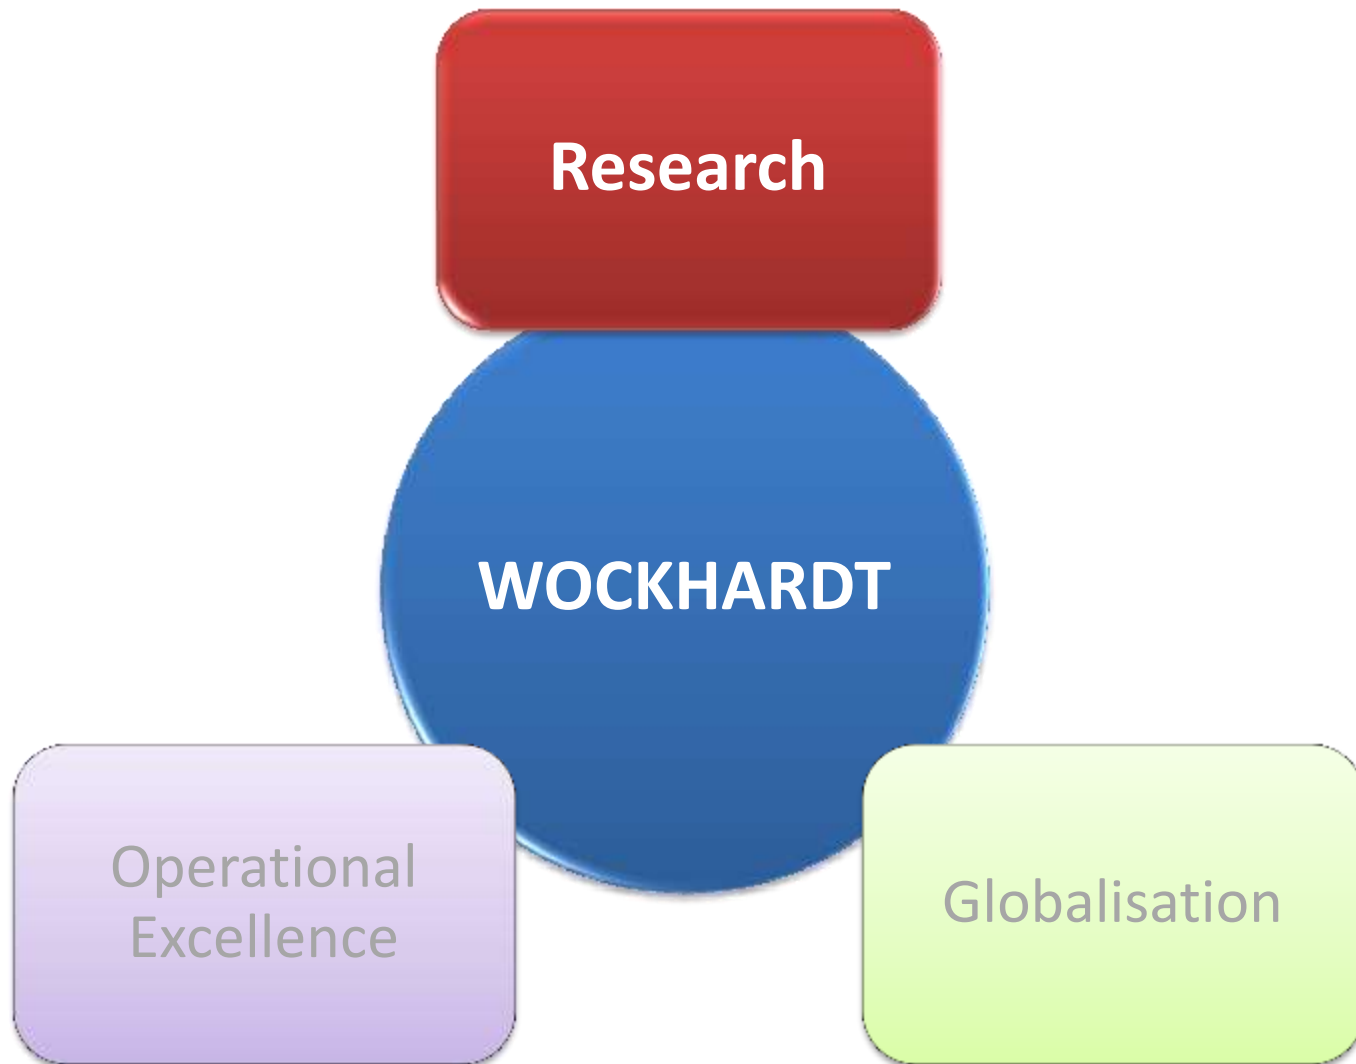 Research
WOCKHARDT
Operational
Excellence
Globalisation